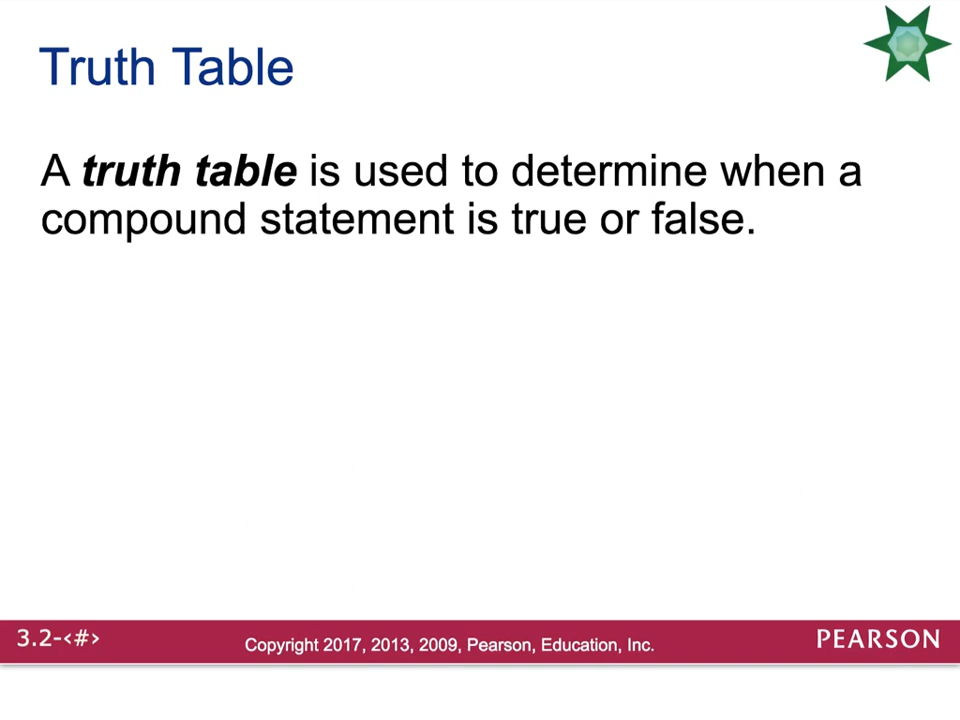 Truth Table
A truth table is used to determine when a
compound statement is true or false.
3.2-<#>
Copyright 2017, 2013, 2009, Pearson, Education, Inc.
PEARSON